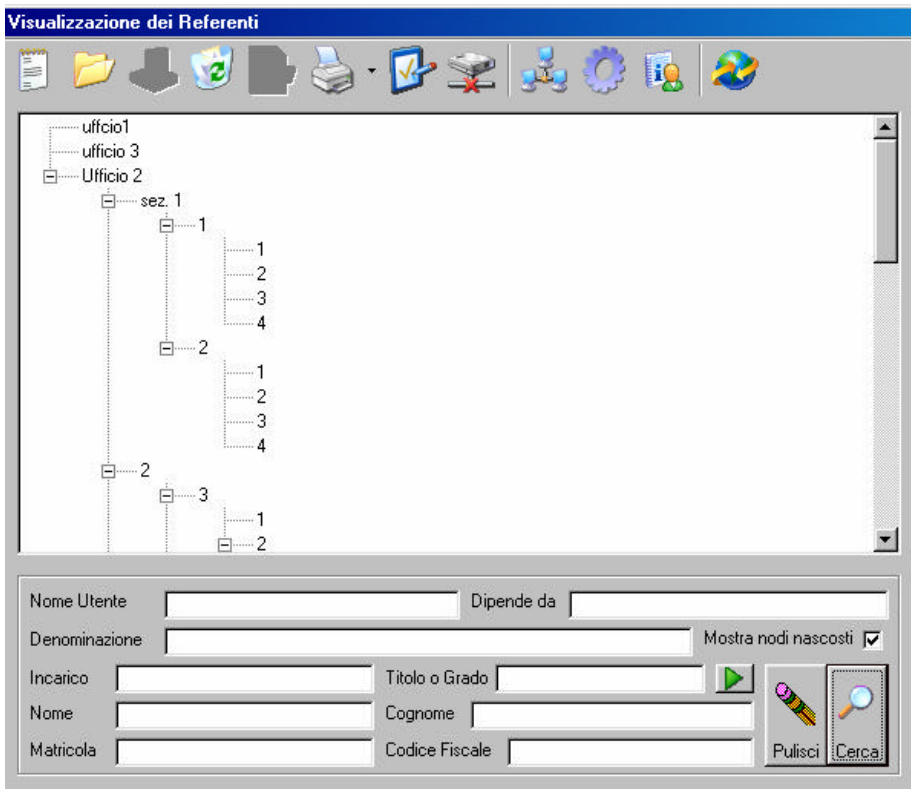 Visualizzazione dei Referenti
uffcio1
ufficio 3
Ufficio 2
sez. 1
1
1
2
3
4
2
1
2
3
4
2
3
1
2
Nome Utente Dipende da
Denominazione Mostra nodi nascosti
Incarico Titolo o Grado
Nome Cognome
Matricola Codice Fiscale Pulisci Cerca